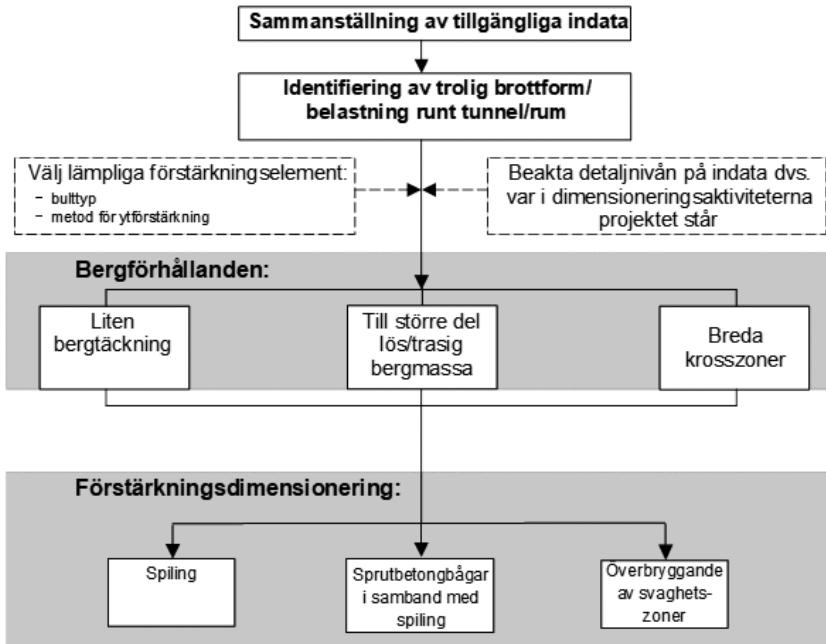 Sammanställning av tillgängliga indata
Identifiering av trolig brottform/
belastning runt tunnel/rum
Välj lämpliga förstärkningselement:
- bulttyp
- metod för ytförstärkning
Beakta detaljnivån på indata dvs.
var i dimensioneringsaktiviteterna
projektet står
Bergförhållanden:
Liten
bergtäckning
Till större del
lös/trasig
bergmassa
Breda
krosszoner
Förstärkningsdimensionering:
Spiling
Sprutbetongbågar
i samband med
spiling
Överbryggande
av svaghets-
zoner